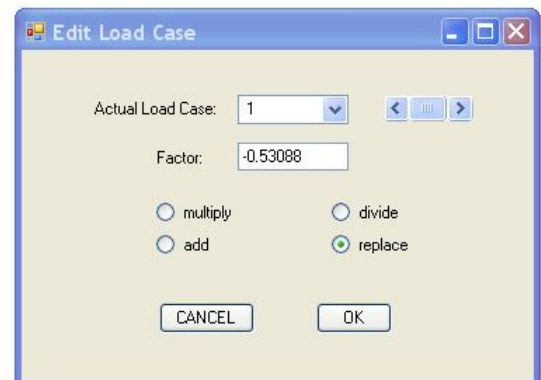 Edit Load Case
Actual Load Case: 1
Factor: -0.53088
multiply divide
add replace
CANCEL OK